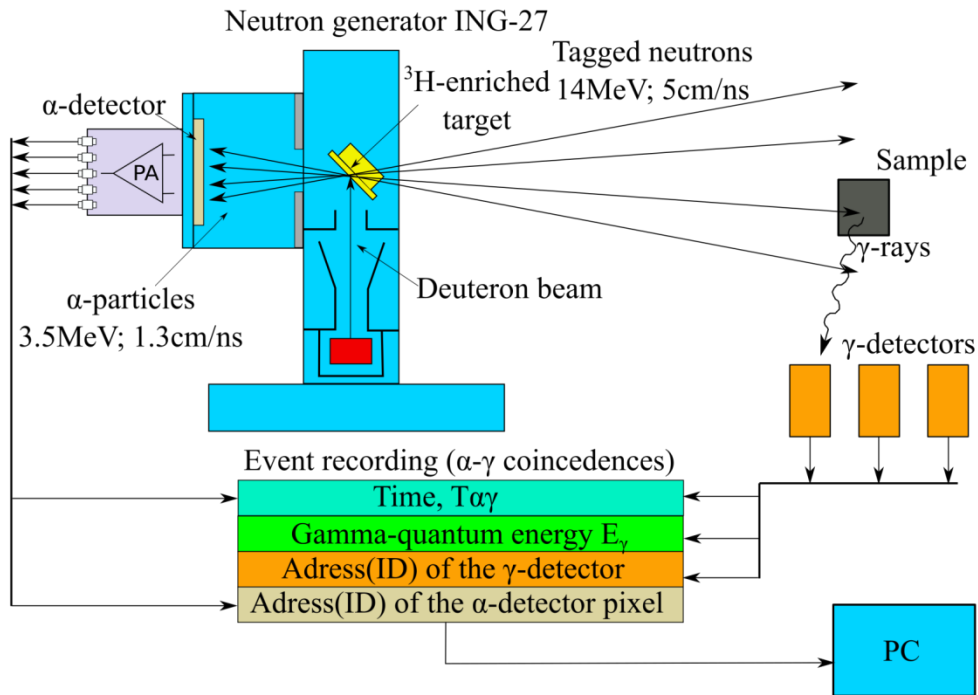 Neutron generator ING-27
Tagged neutrons
14MeV; 5cm/ns
³H-enriched
target
α-detector
PA
Sample
γ-rays
Deuteron beam
α-particles
3.5MeV; 1.3cm/ns
γ-detectors
Event recording (α-γ coincedences)
Time, Tαγ
Gamma-quantum energy Eᵧ
Adress(ID) of the γ-detector
Adress(ID) of the α-detector pixel
PC